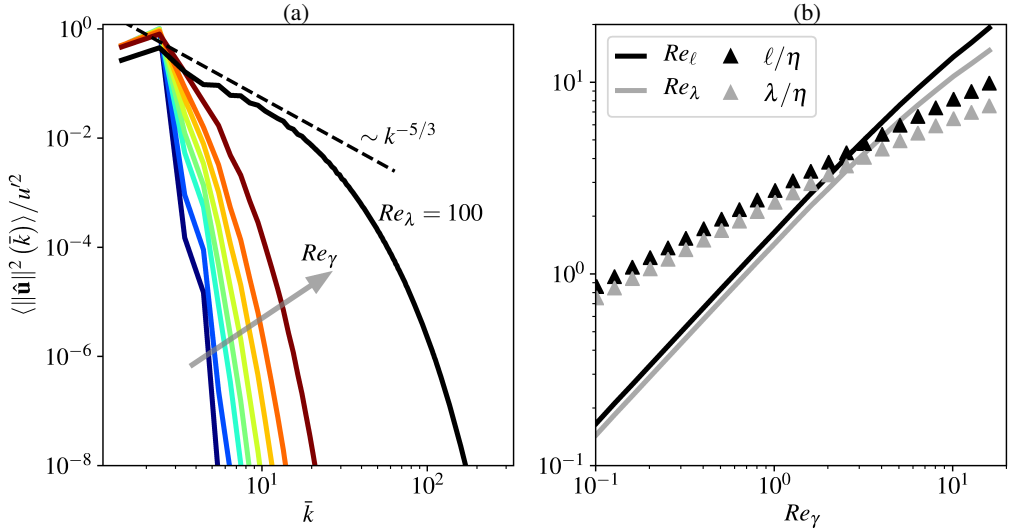 (a)
(b)
10^0
10^{-2}
10^{-4}
10^{-6}
10^{-8}
⟨‖û‖² (k̄)⟩/u′²
∼ k^{-5/3}
Re_λ = 100
Re_γ
10^1
10^2
k̄
Re_ℓ
ℓ/η
Re_λ
λ/η
10^1
10^0
10^{-1}
10^{-1}
10^0
10^1
Re_γ